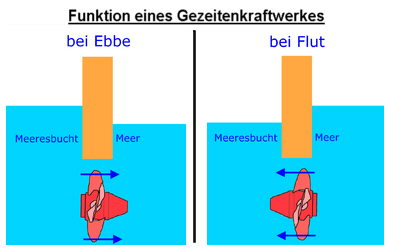 Funktion eines Gezeitenkraftwerkes
bei Ebbe
bei Flut
Meeresbucht
Meer
Meeresbucht
Meer